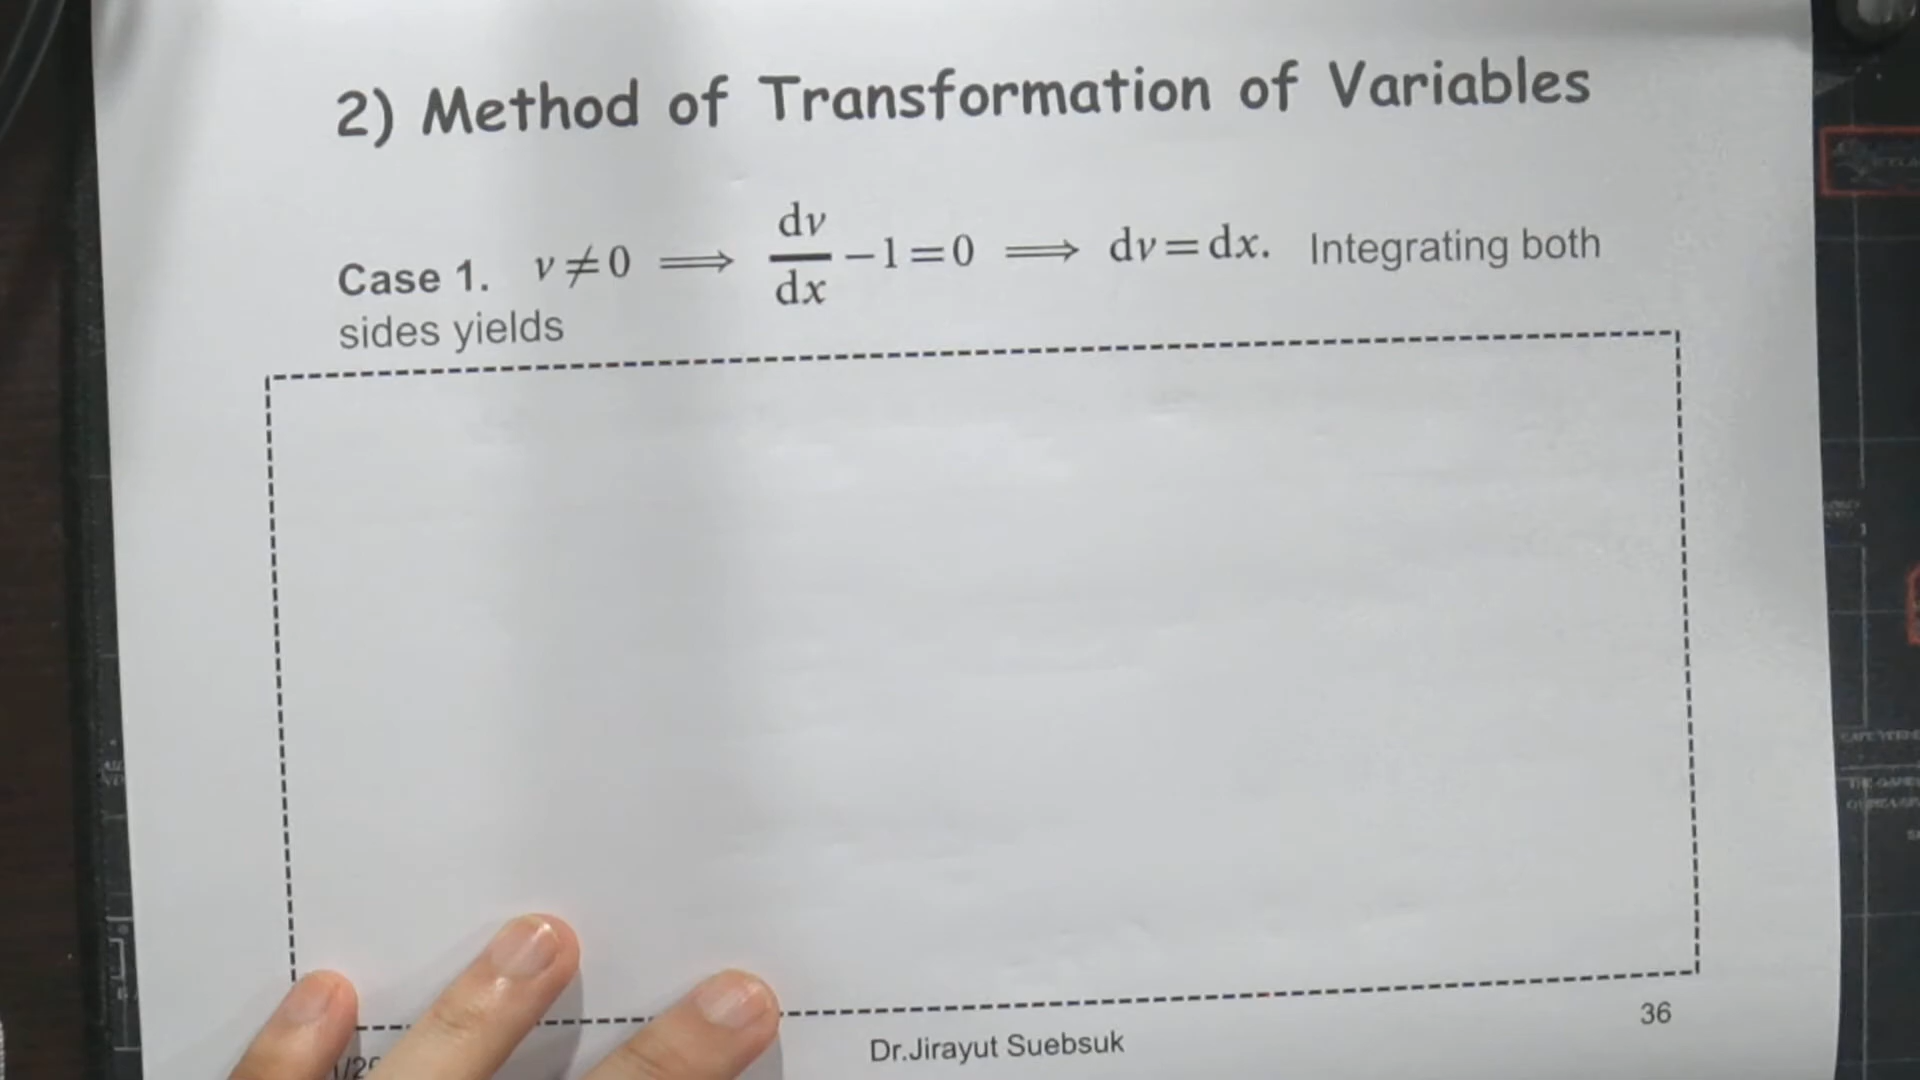 2) Method of Transformation of Variables
Case 1. v≠0 ⟹ dv/dx −1=0 ⟹ dv=dx. Integrating both
sides yields
36
Dr.Jirayut Suebsuk